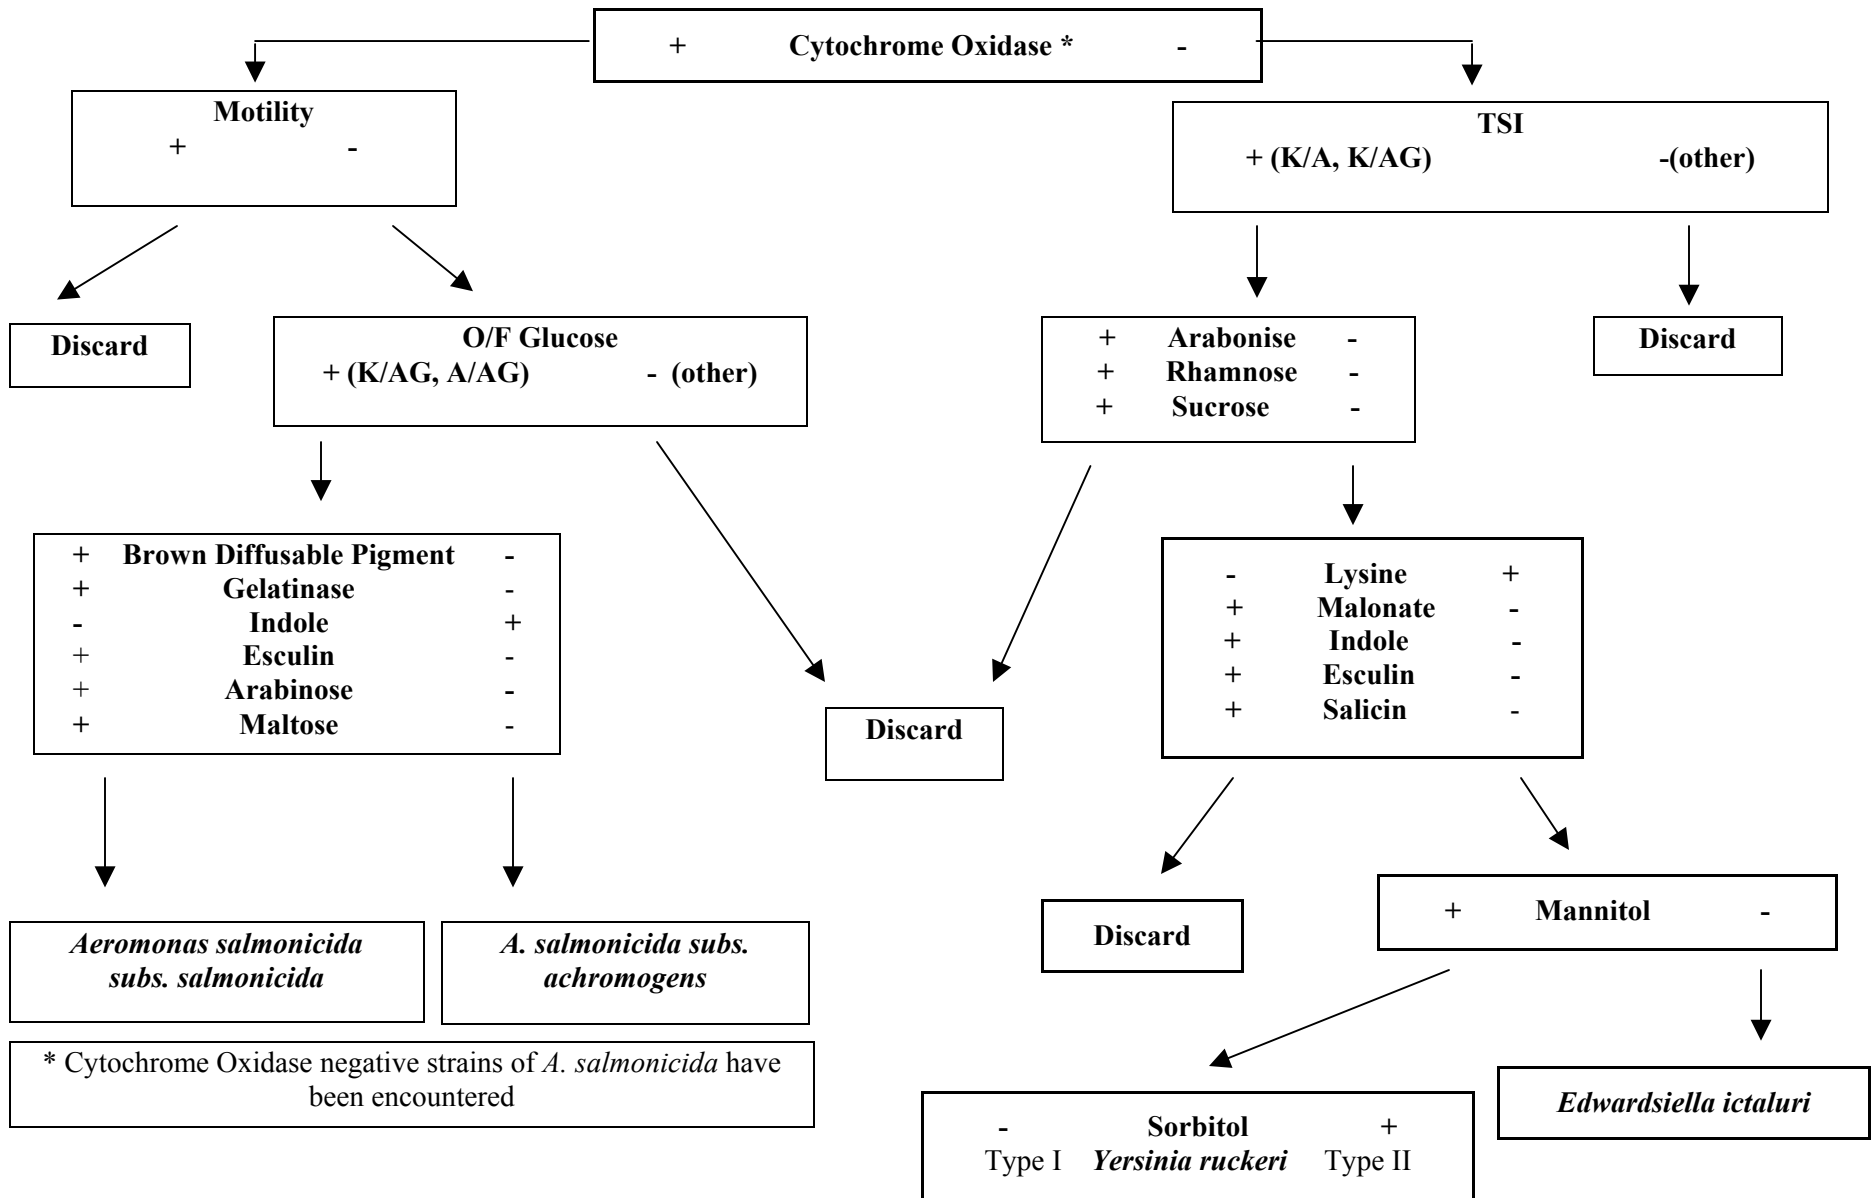 + Cytochrome Oxidase * -
Motility
+ -
TSI
+ (K/A, K/AG) -(other)
Discard
O/F Glucose
+ (K/AG, A/AG) - (other)
+ Arabonise -
+ Rhamnose -
+ Sucrose -
Discard
+ Brown Diffusable Pigment -
+ Gelatinase -
- Indole +
+ Esculin -
+ Arabinose -
+ Maltose -
Discard
- Lysine +
+ Malonate -
+ Indole -
+ Esculin -
+ Salicin -
Aeromonas salmonicida
subs. salmonicida
A. salmonicida subs.
achromogens
Discard
+ Mannitol -
* Cytochrome Oxidase negative strains of A. salmonicida have
been encountered
- Sorbitol +
Type I Yersinia ruckeri Type II
Edwardsiella ictaluri